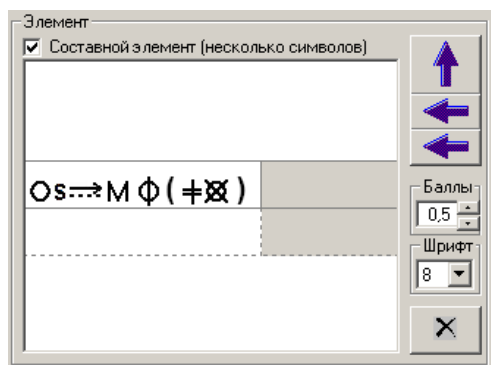 Элемент
Составной элемент (несколько символов)
Os⥤M Ф ( ǂ⯐ )
Баллы
0,5
Шрифт
8